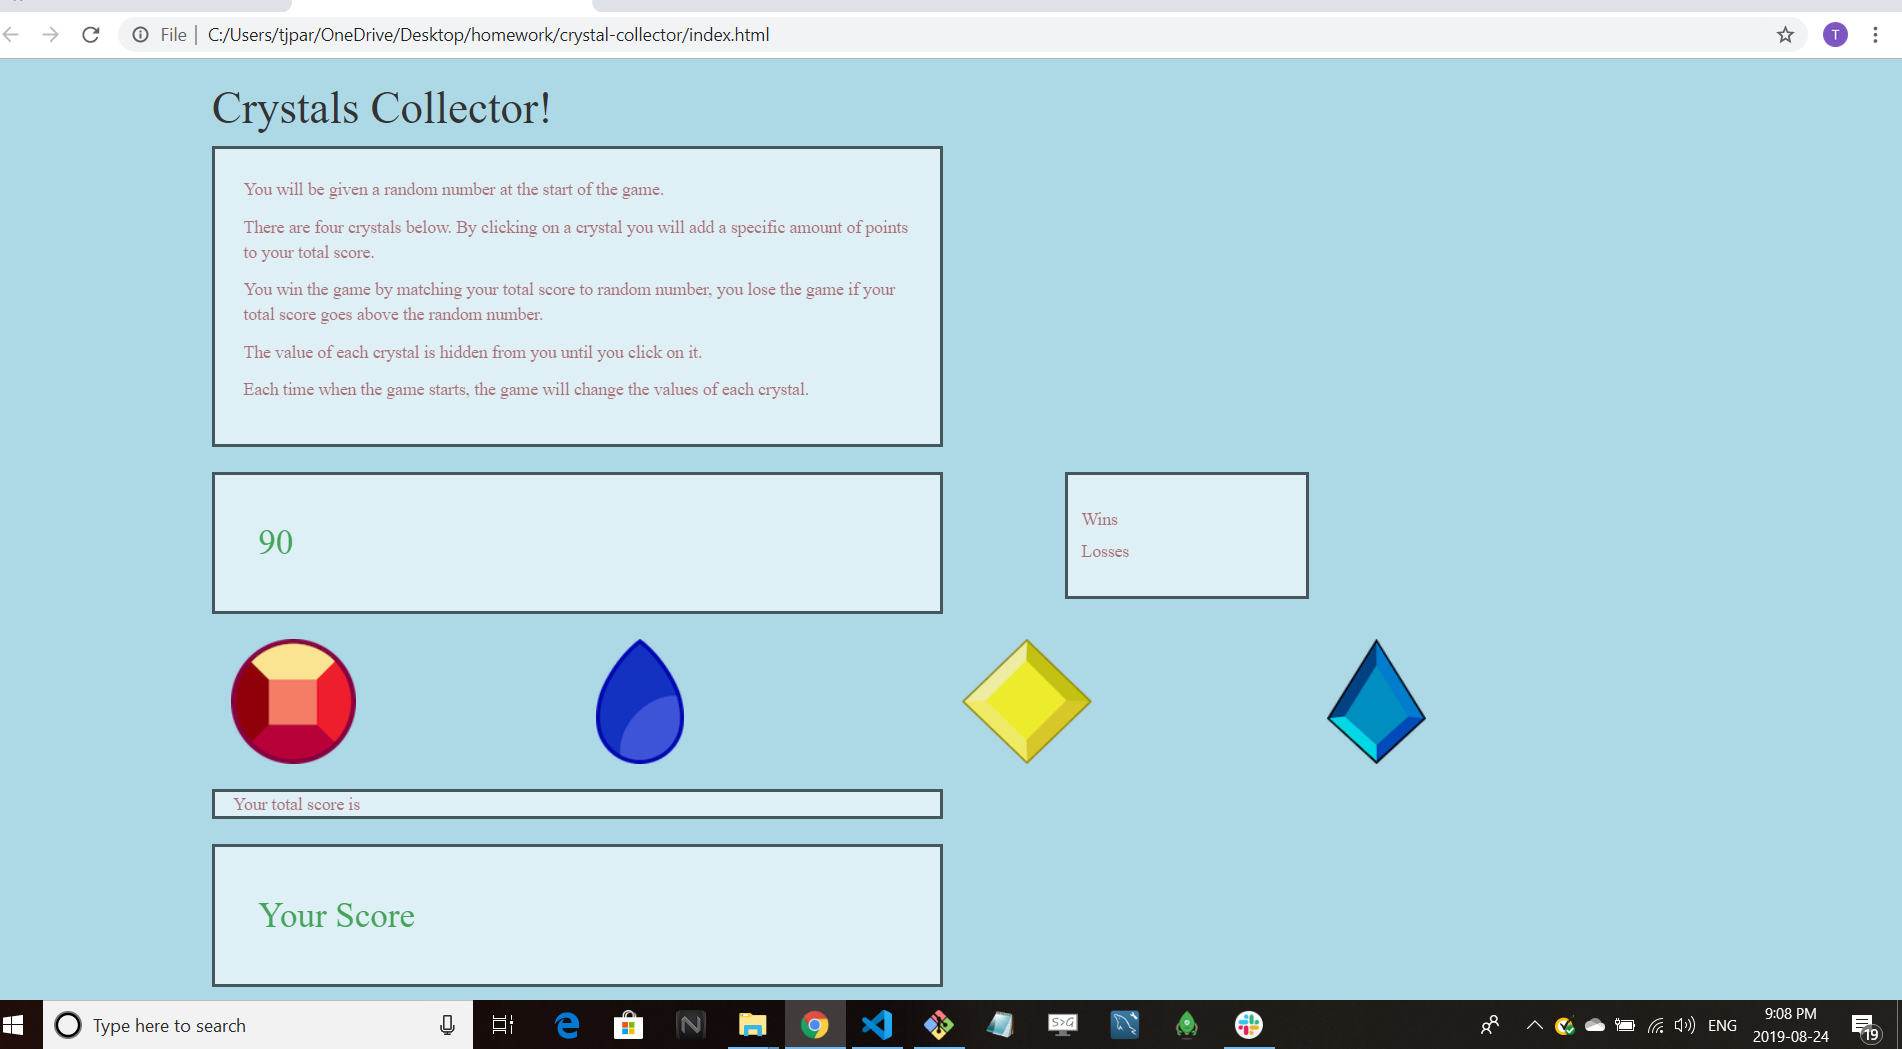 File
C:/Users/tjpar/OneDrive/Desktop/homework/crystal-collector/index.html
T
Crystals Collector!
You will be given a random number at the start of the game.
There are four crystals below. By clicking on a crystal you will add a specific amount of points
to your total score.
You win the game by matching your total score to random number, you lose the game if your
total score goes above the random number.
The value of each crystal is hidden from you until you click on it.
Each time when the game starts, the game will change the values of each crystal.
90
Wins
Losses
Your total score is
Your Score
Type here to search
N
S>G
ENG
9:08 PM
2019-08-24
19